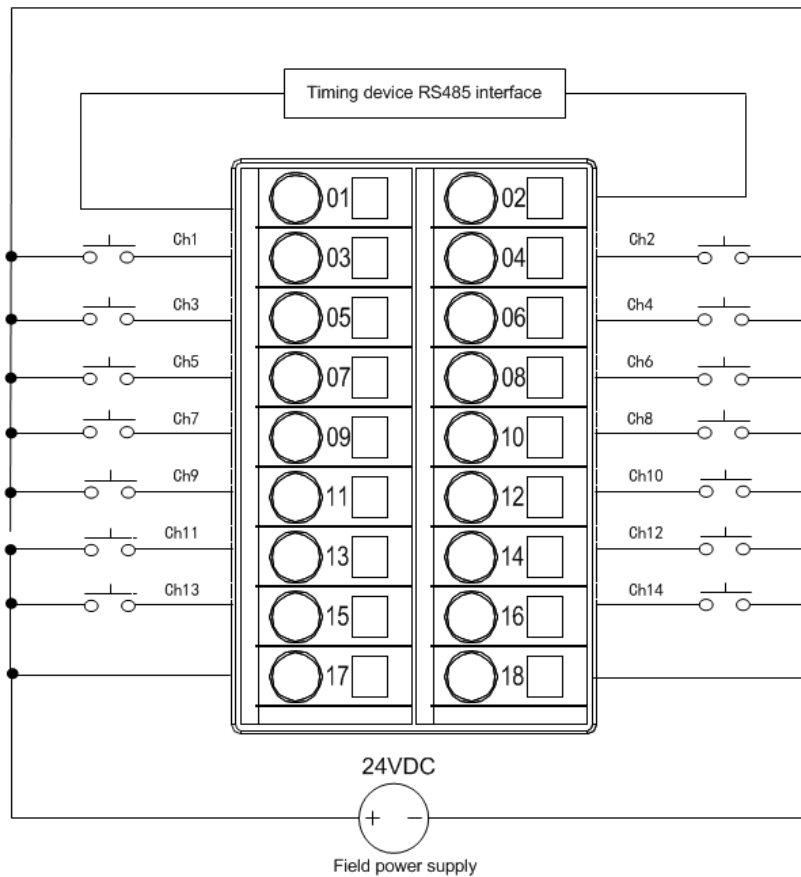 Timing device RS485 interface
01 02
Ch1 03 04 Ch2
Ch3 05 06 Ch4
Ch5 07 08 Ch6
Ch7 09 10 Ch8
Ch9 11 12 Ch10
Ch11 13 14 Ch12
Ch13 15 16 Ch14
17 18
24VDC
+ −
Field power supply